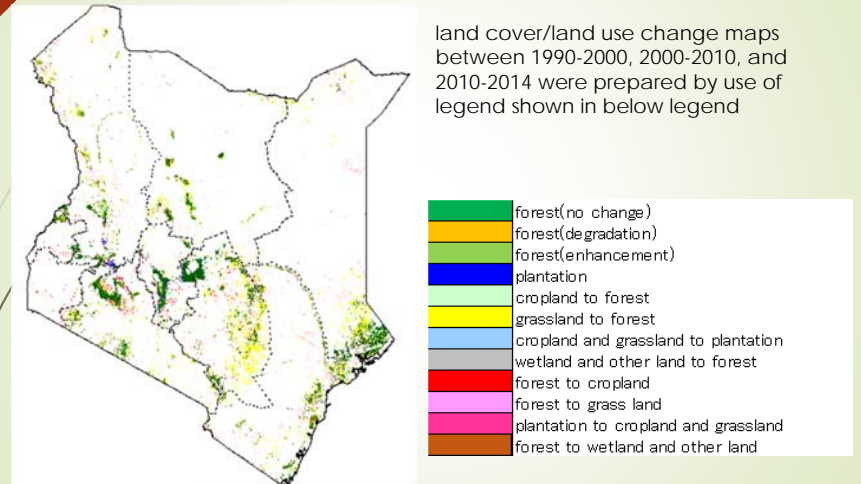 land cover/land use change maps
between 1990-2000, 2000-2010, and
2010-2014 were prepared by use of
legend shown in below legend
forest(no change)
forest(degradation)
forest(enhancement)
plantation
cropland to forest
grassland to forest
cropland and grassland to plantation
wetland and other land to forest
forest to cropland
forest to grass land
plantation to cropland and grassland
forest to wetland and other land